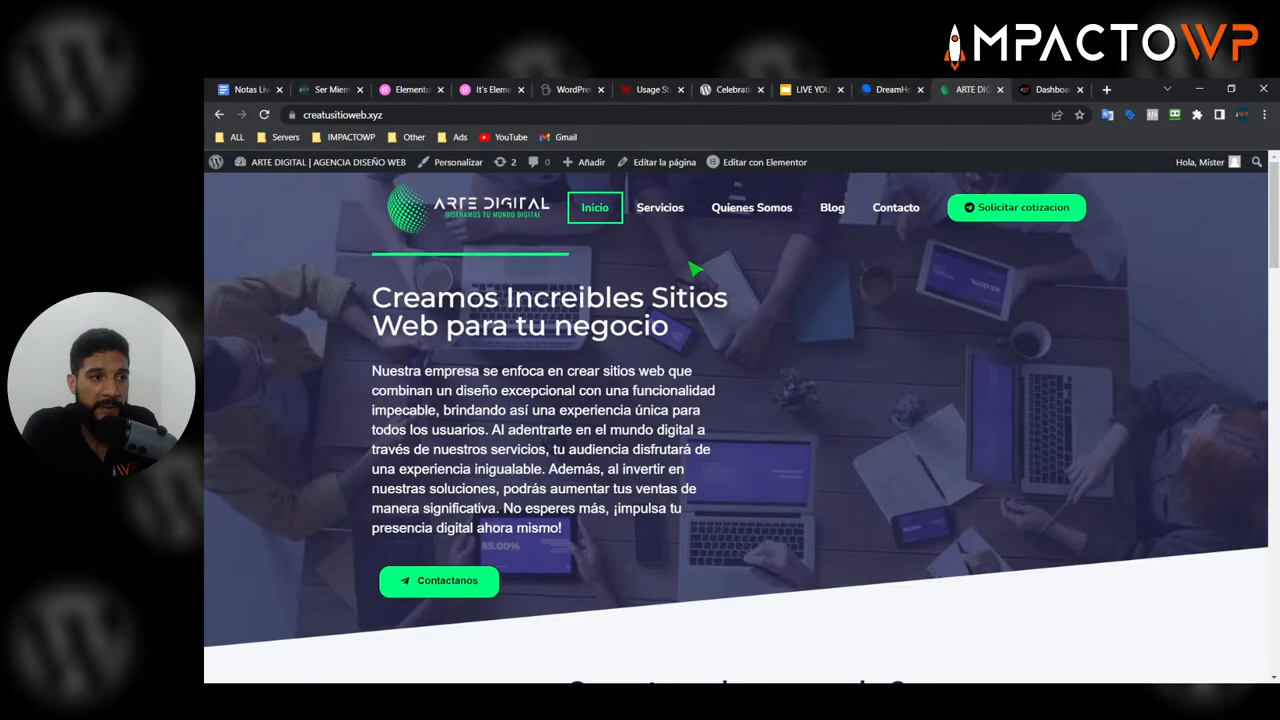 MPACTOWP
Notas Liv
Ser Miem
Elemento
It's Eleme
WordPres
Usage Sta
Celebrati
LIVE YOU
DreamHo
ARTE DIG
Dashboa
creatusitioweb.xyz
ALL
Servers
IMPACTOWP
Other
Ads
YouTube
Gmail
ARTE DIGITAL | AGENCIA DISEÑO WEB
Personalizar
2
0
Añadir
Editar la página
Editar con Elementor
Hola, Mister
ARTE DIGITAL
DISEÑAMOS TU MUNDO DIGITAL
Inicio
Servicios
Quienes Somos
Blog
Contacto
Solicitar cotizacion
Creamos Increibles Sitios
Web para tu negocio
Nuestra empresa se enfoca en crear sitios web que
combinan un diseño excepcional con una funcionalidad
impecable, brindando así una experiencia única para
todos los usuarios. Al adentrarte en el mundo digital a
través de nuestros servicios, tu audiencia disfrutará de
una experiencia inigualable. Además, al invertir en
nuestras soluciones, podrás aumentar tus ventas de
manera significativa. No esperes más, ¡impulsa tu
presencia digital ahora mismo!
85.00%
Contactanos